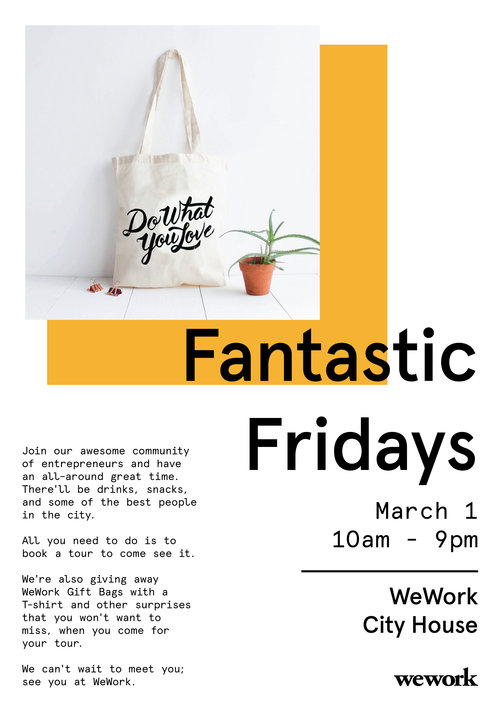 Do What
You Love
Fantastic
Fridays
Join our awesome community
of entrepreneurs and have
an all-around great time.
There'll be drinks, snacks,
and some of the best people
in the city.
All you need to do is to
book a tour to come see it.
We're also giving away
WeWork Gift Bags with a
T-shirt and other surprises
that you won't want to
miss, when you come for
your tour.
We can't wait to meet you;
see you at WeWork.
March 1
10am - 9pm
WeWork
City House
wework